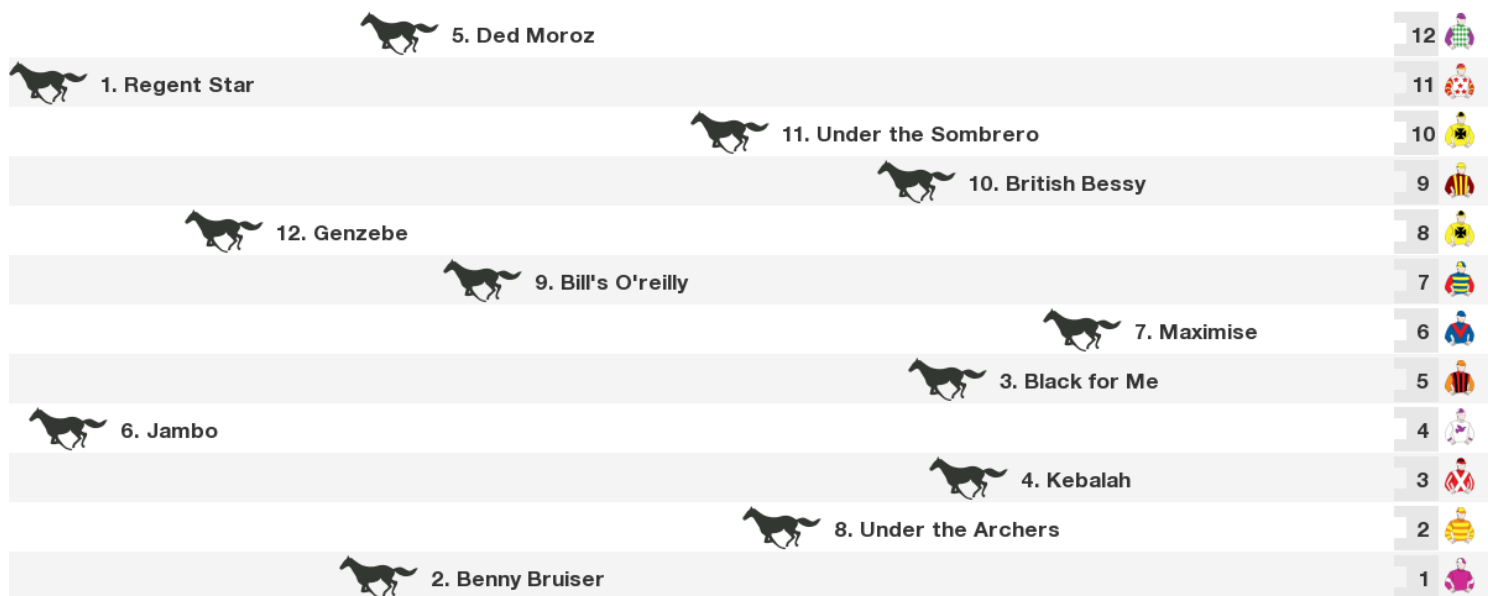 5. Ded Moroz 12
1. Regent Star 11
11. Under the Sombrero 10
10. British Bessy 9
12. Genzebe 8
9. Bill's O'reilly 7
7. Maximise 6
3. Black for Me 5
6. Jambo 4
4. Kebalah 3
8. Under the Archers 2
2. Benny Bruiser 1